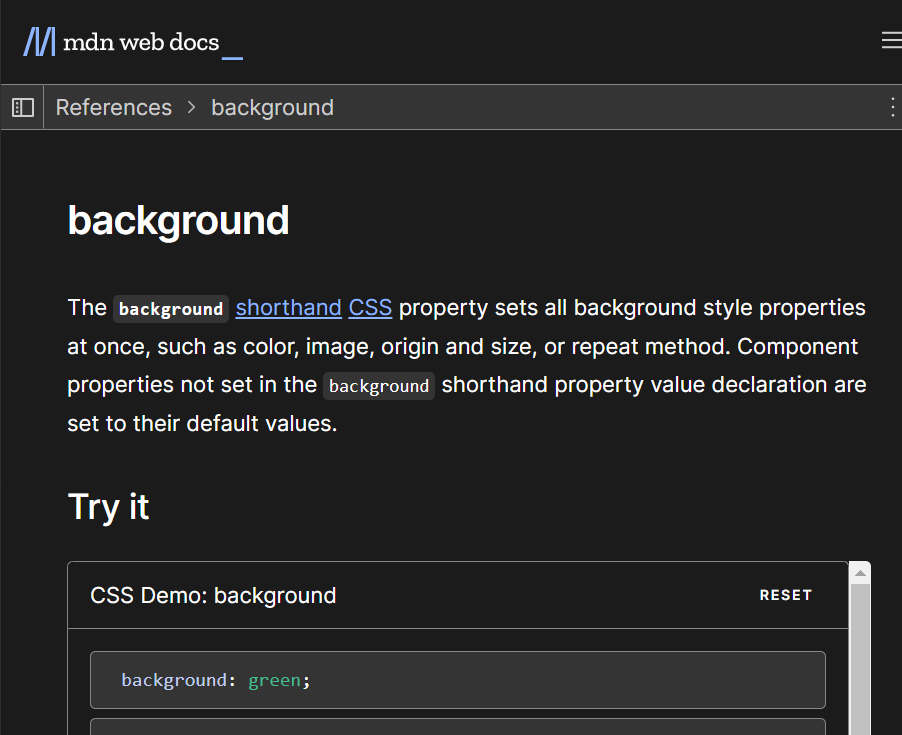 mdn web docs_
References > background
background
The background shorthand CSS property sets all background style properties
at once, such as color, image, origin and size, or repeat method. Component
properties not set in the background shorthand property value declaration are
set to their default values.
Try it
CSS Demo: background
RESET
background: green;